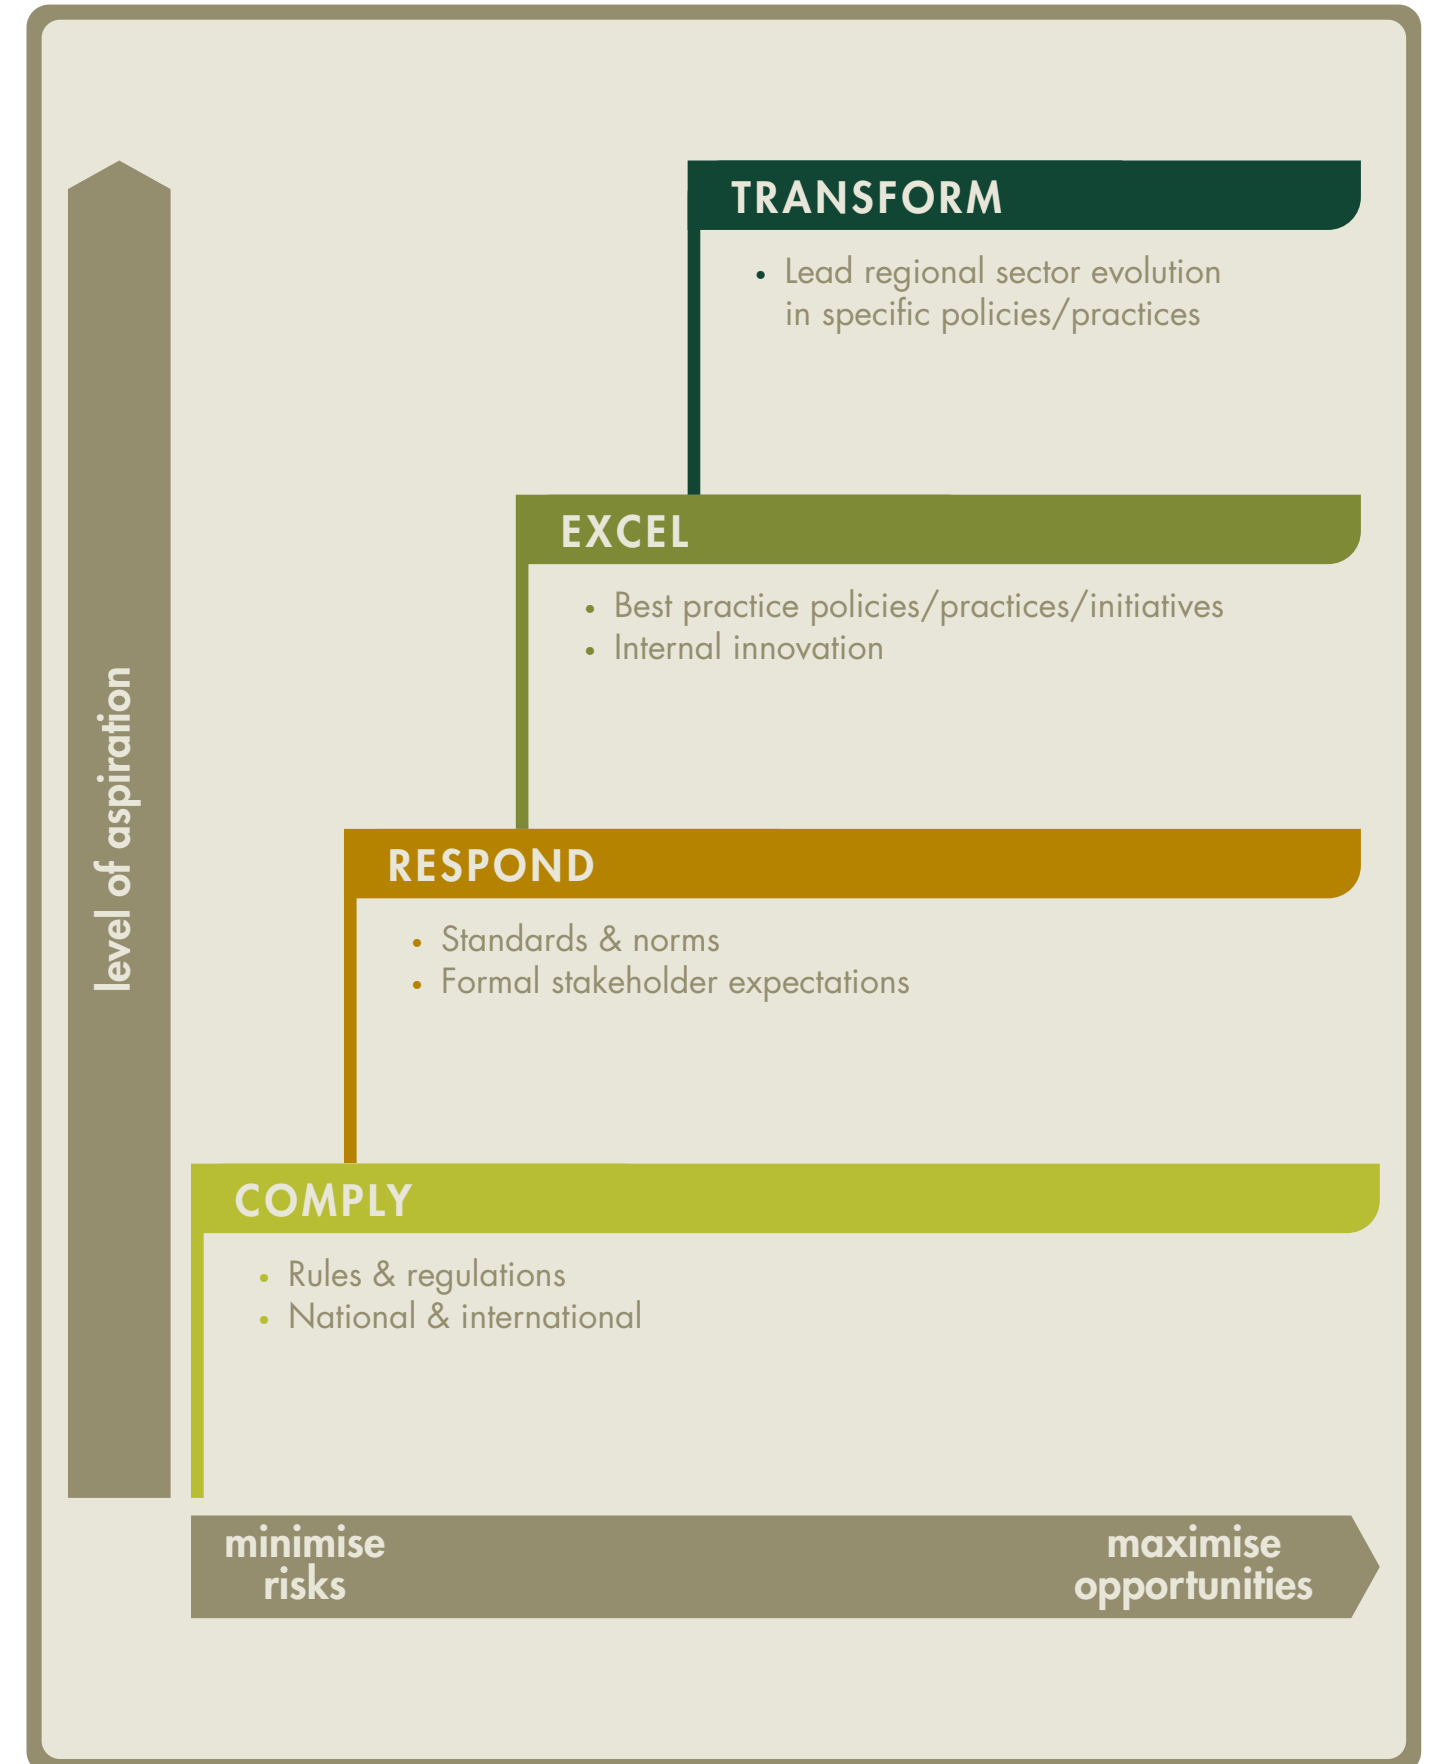 TRANSFORM
• Lead regional sector evolution
in specific policies/practices
EXCEL
• Best practice policies/practices/initiatives
• Internal innovation
RESPOND
• Standards & norms
• Formal stakeholder expectations
COMPLY
• Rules & regulations
• National & international
level of aspiration
minimise
risks
maximise
opportunities